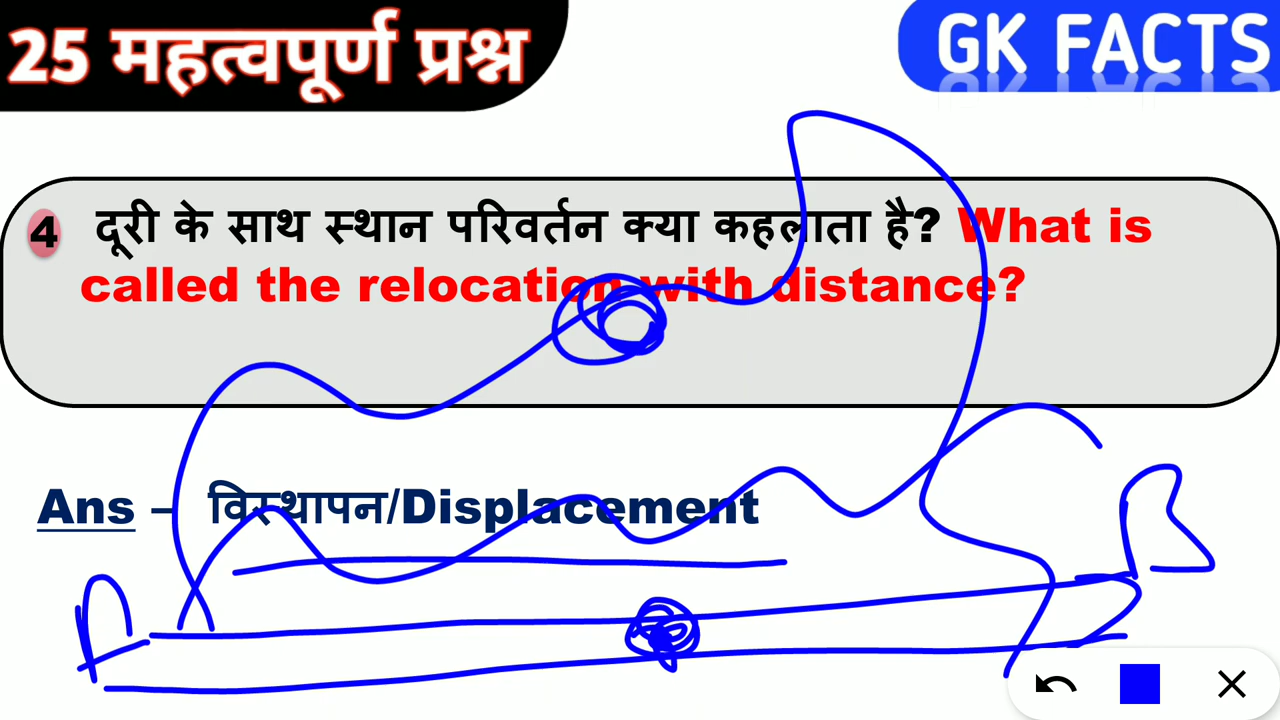 25 महत्वपूर्ण प्रश्न
GK FACTS
4 दूरी के साथ स्थान परिवर्तन क्या कहलाता है? What is
called the relocation with distance?
Ans – विस्थापन/Displacement
A
B